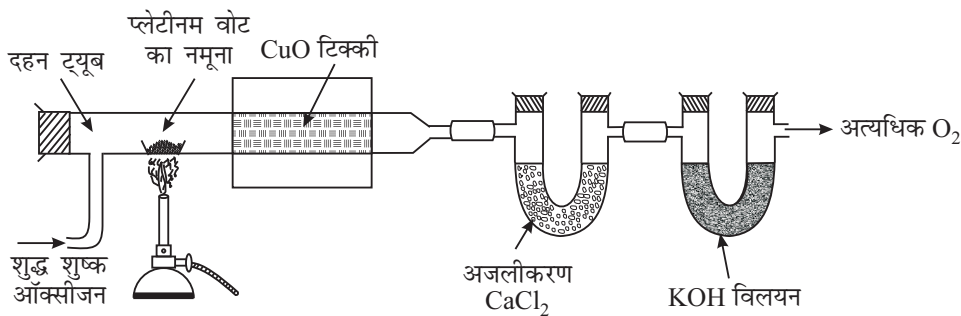 प्लेटीनम वोट
का नमूना
दहन ट्यूब
CuO टिक्की
अत्यधिक O₂
शुद्ध शुष्क
ऑक्सीजन
अजलीकरण
CaCl₂
KOH विलयन